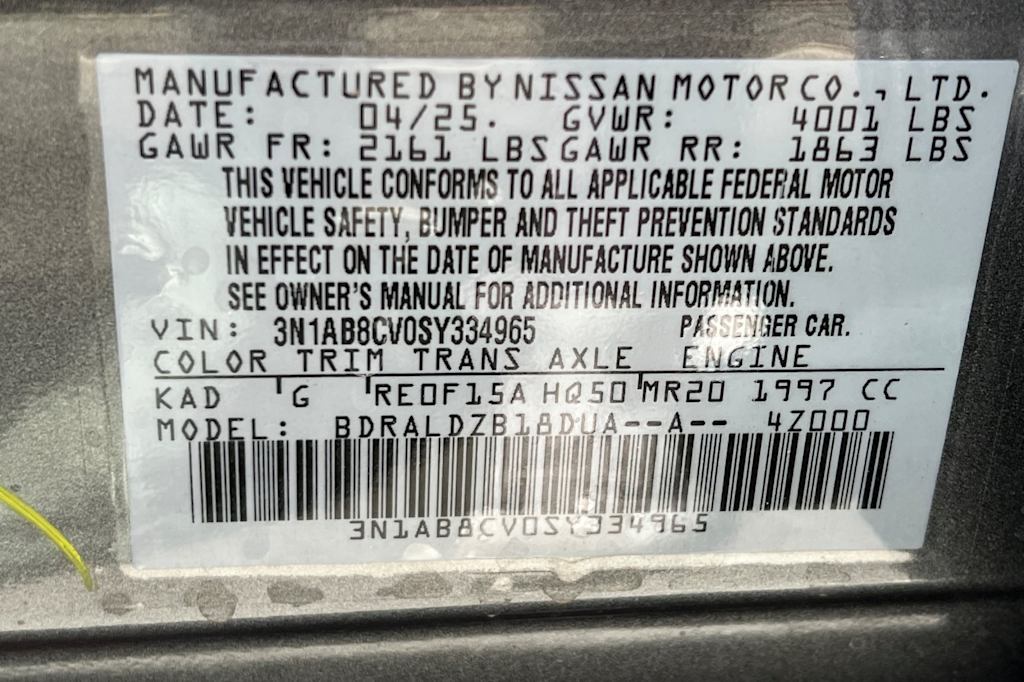 MANUFACTURED BY NISSAN MOTOR CO., LTD.
DATE: 04/25. GVWR: 4001 LBS
GAWR FR: 2161 LBS GAWR RR: 1863 LBS
THIS VEHICLE CONFORMS TO ALL APPLICABLE FEDERAL MOTOR
VEHICLE SAFETY, BUMPER AND THEFT PREVENTION STANDARDS
IN EFFECT ON THE DATE OF MANUFACTURE SHOWN ABOVE.
SEE OWNER'S MANUAL FOR ADDITIONAL INFORMATION.
VIN: 3N1AB8CV0SY334965 PASSENGER CAR.
COLOR TRIM TRANS AXLE ENGINE
KAD G RE0F15A HQ50 MR20 1997 CC
MODEL: BDRALDZB18DUA--A-- 4Z000
3N1AB8CV0SY334965